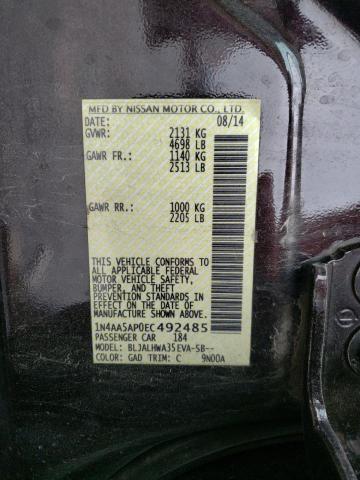 MFD BY NISSAN MOTOR CO., LTD.
DATE: 08/14
GVWR: 2131 KG
4698 LB
GAWR FR.: 1140 KG
2513 LB
GAWR RR.: 1000 KG
2205 LB
THIS VEHICLE CONFORMS TO
ALL APPLICABLE FEDERAL
MOTOR VEHICLE SAFETY,
BUMPER, AND THEFT
PREVENTION STANDARDS IN
EFFECT ON THE DATE OF
MANUFACTURE SHOWN ABOVE.
1N4AA5AP0EC492485
PASSENGER CAR 184
MODEL: BLJALHWA35EVA-5B--
COLOR: GAD TRIM: C 9N00A